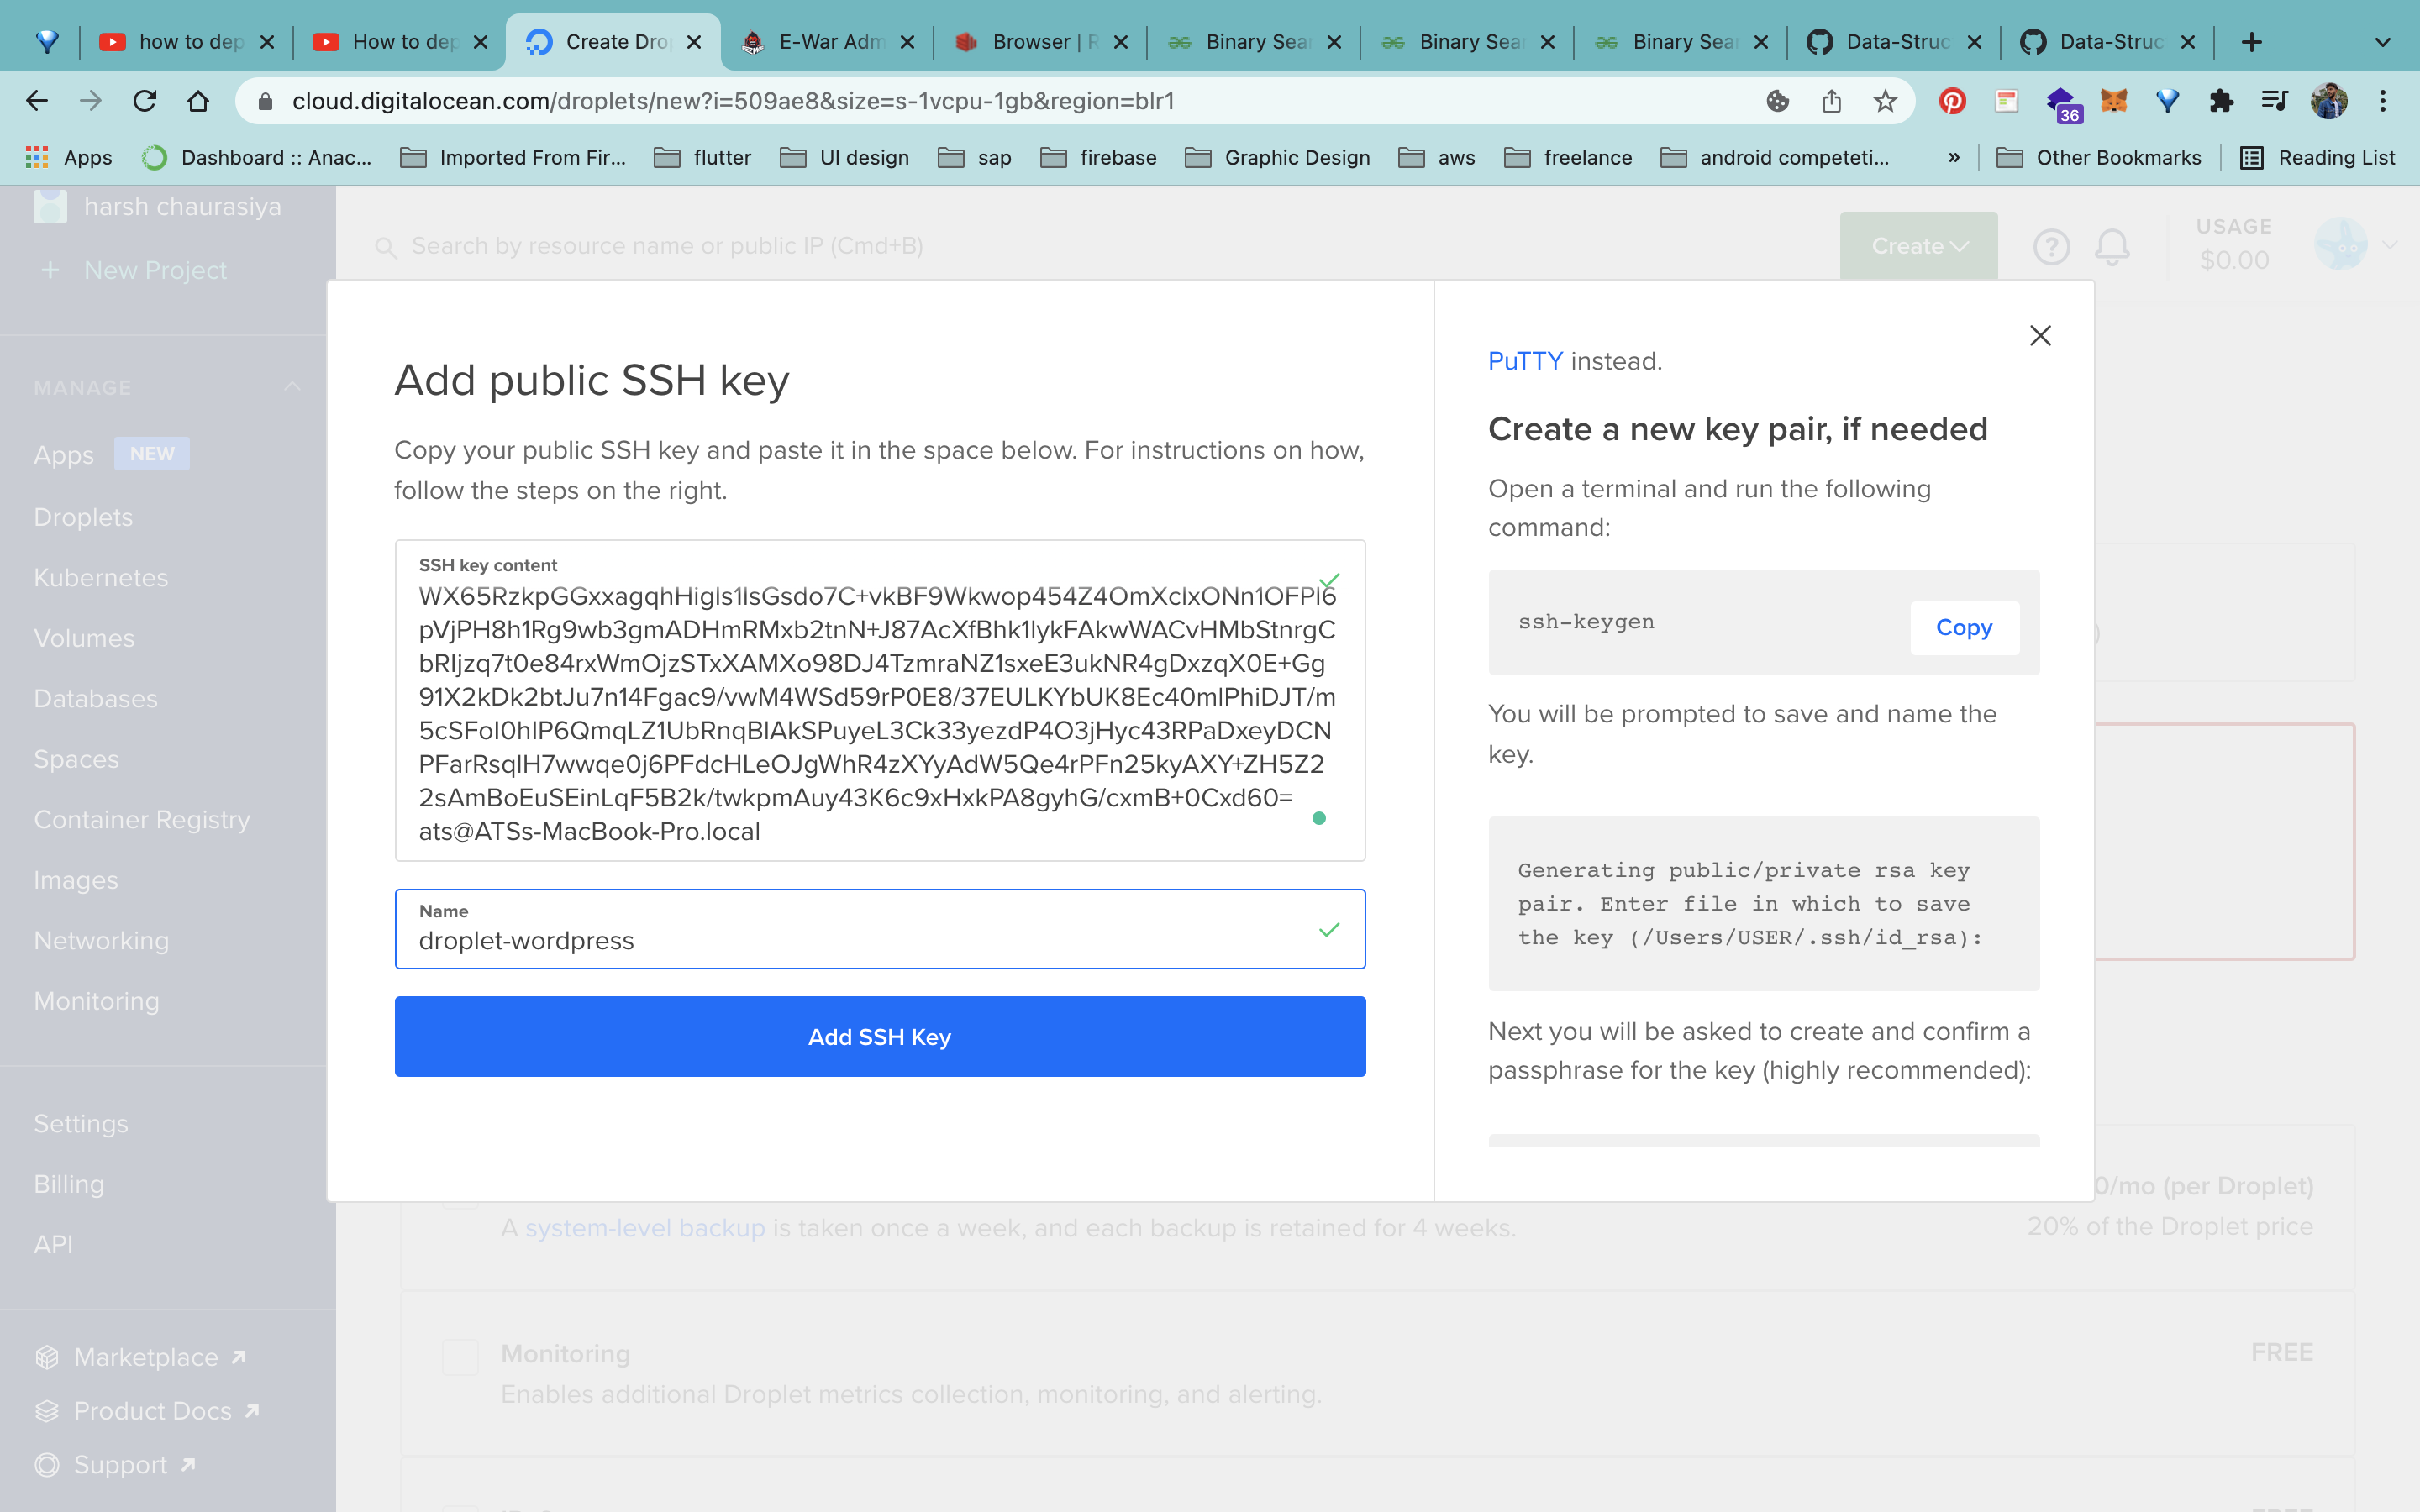 how to dep
How to dep
Create Dro
E-War Adm
Browser | R
Binary Sea
Binary Sea
Binary Sea
Data-Struc
Data-Struc
cloud.digitalocean.com/droplets/new?i=509ae8&size=s-1vcpu-1gb&region=blr1
36
Apps
Dashboard :: Anac...
Imported From Fir...
flutter
UI design
sap
firebase
Graphic Design
aws
freelance
android competeti...
»
Other Bookmarks
Reading List
harsh chaurasiya
New Project
MANAGE
Apps NEW
Droplets
Kubernetes
Volumes
Databases
Spaces
Container Registry
Images
Networking
Monitoring
Settings
Billing
API
Marketplace
Product Docs
Support
Search by resource name or public IP (Cmd+B)
Create
USAGE
$0.00
Add public SSH key
Copy your public SSH key and paste it in the space below. For instructions on how,
follow the steps on the right.
SSH key content
WX65RzkpGGxxagqhHigIs1IsGsdo7C+vkBF9Wkwop454Z4OmXcIxONn1OFPl6
pVjPH8h1Rg9wb3gmADHmRMxb2tnN+J87AcXfBhk1lykFAkwWACvHMbStnrgC
bRIjzq7t0e84rxWmOjzSTxXAMXo98DJ4TzmraNZ1sxeE3ukNR4gDxzqX0E+Gg
91X2kDk2btJu7n14Fgac9/vwM4WSd59rP0E8/37EULKYbUK8Ec40mlPhiDJT/m
5cSFoI0hIP6QmqLZ1UbRnqBlAkSPuyeL3Ck33yezdP4O3jHyc43RPaDxeyDCN
PFarRsqlH7wwqe0j6PFdcHLeOJgWhR4zXYyAdW5Qe4rPFn25kyAXY+ZH5Z2
2sAmBoEuSEinLqF5B2k/twkpmAuy43K6c9xHxkPA8gyhG/cxmB+0Cxd60=
ats@ATSs-MacBook-Pro.local
Name
droplet-wordpress
Add SSH Key
PuTTY instead.
Create a new key pair, if needed
Open a terminal and run the following
command:
ssh-keygen
Copy
You will be prompted to save and name the
key.
Generating public/private rsa key
pair. Enter file in which to save
the key (/Users/USER/.ssh/id_rsa):
Next you will be asked to create and confirm a
passphrase for the key (highly recommended):
0/mo (per Droplet)
A system-level backup is taken once a week, and each backup is retained for 4 weeks.
20% of the Droplet price
Monitoring
FREE
Enables additional Droplet metrics collection, monitoring, and alerting.